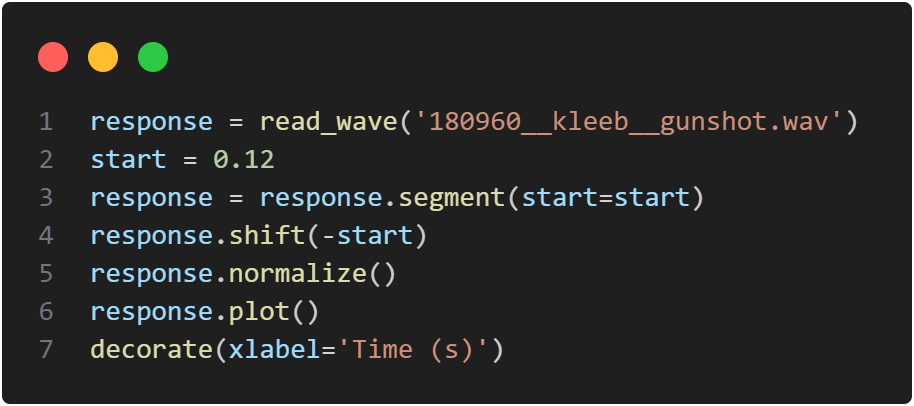 1 response = read_wave('180960__kleeb__gunshot.wav')
2 start = 0.12
3 response = response.segment(start=start)
4 response.shift(-start)
5 response.normalize()
6 response.plot()
7 decorate(xlabel='Time (s)')